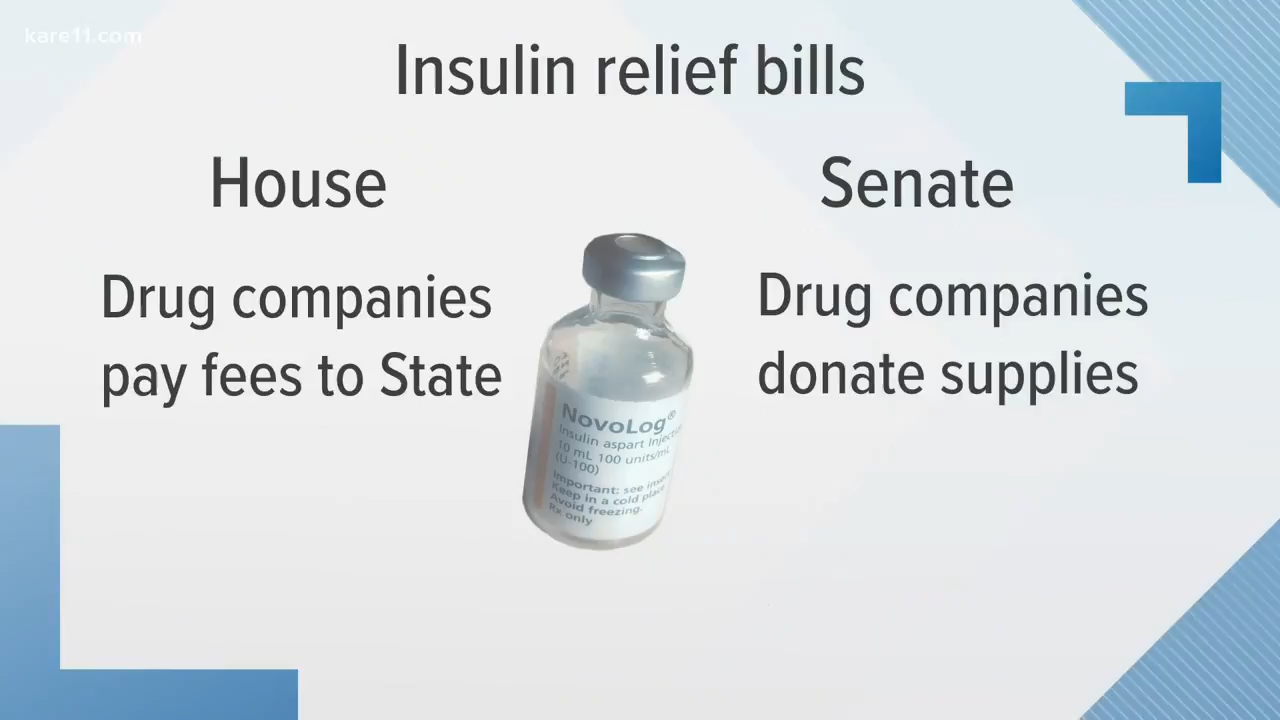 kare11.com
Insulin relief bills
House
Drug companies
pay fees to State
Senate
Drug companies
donate supplies
NovoLog®
Insulin aspart
10 mL 100 units/mL
(U-100)
Important: see
Keep in a cold place
Avoid freezing.
Rx only